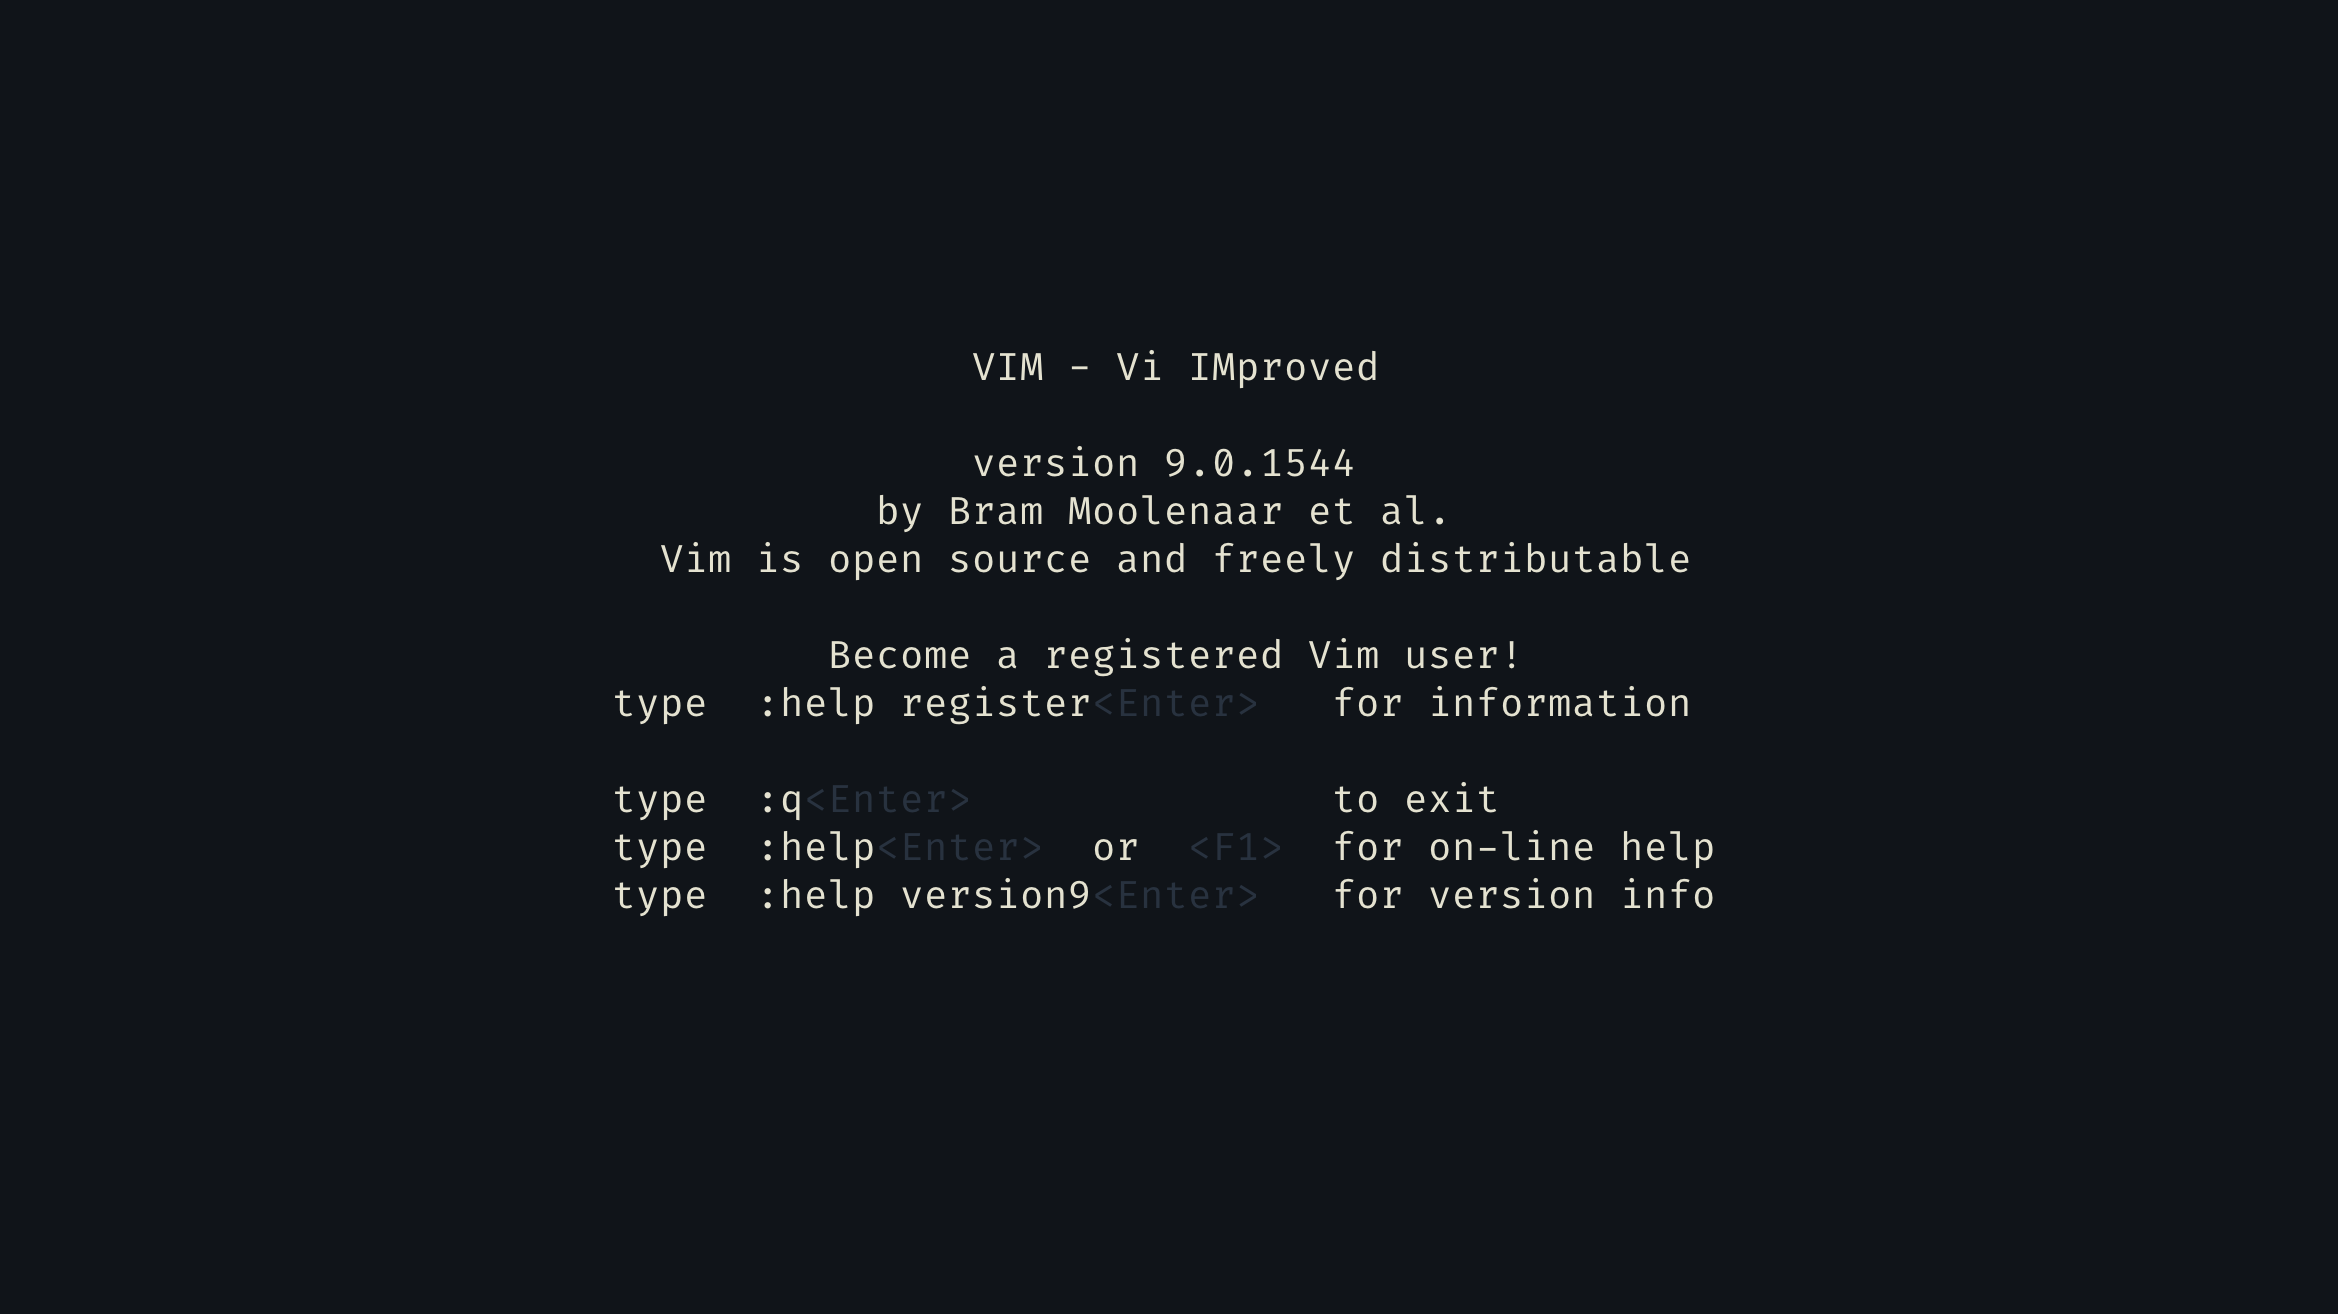 VIM - Vi IMproved
version 9.0.1544
by Bram Moolenaar et al.
Vim is open source and freely distributable
Become a registered Vim user!
type  :help register<Enter>   for information
type  :q<Enter>               to exit
type  :help<Enter>  or  <F1>  for on-line help
type  :help version9<Enter>   for version info